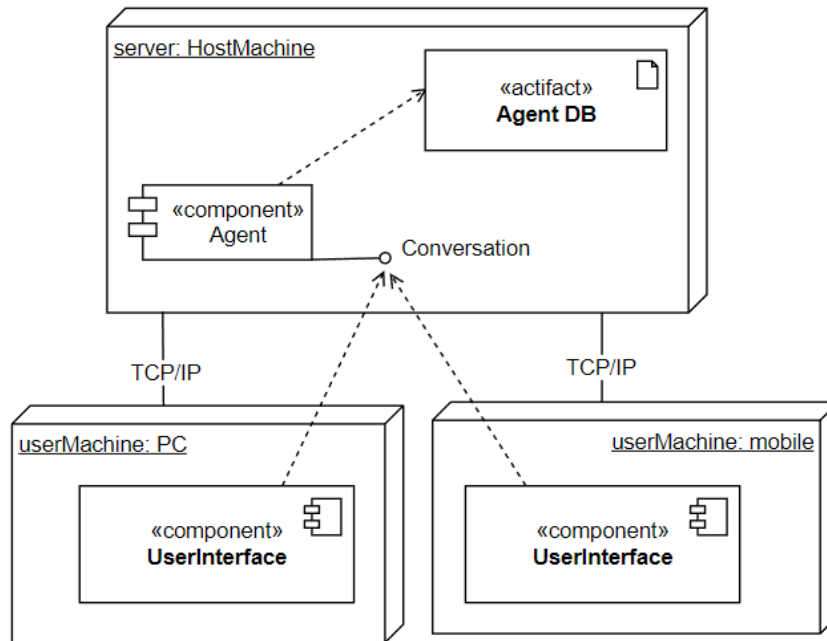 server: HostMachine
«actifact»
Agent DB
«component»
Agent
Conversation
TCP/IP
TCP/IP
userMachine: PC
userMachine: mobile
«component»
UserInterface
«component»
UserInterface